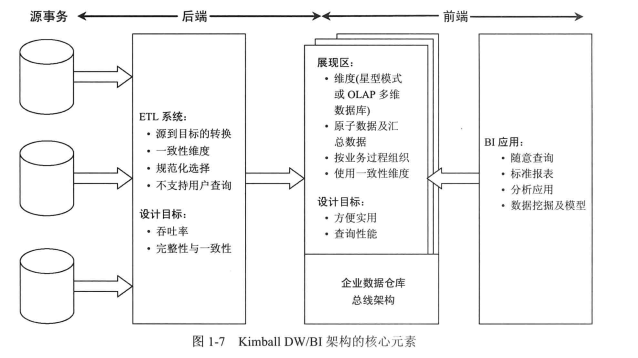 源事务
后端
前端
ETL 系统:
• 源到目标的转换
• 一致性维度
• 规范化选择
• 不支持用户查询
设计目标:
• 吞吐率
• 完整性与一致性
展现区:
• 维度(星型模式
或 OLAP 多维
数据库)
• 原子数据及汇
总数据
• 按业务过程组织
• 使用一致性维度
设计目标:
• 方便实用
• 查询性能
企业数据仓库
总线架构
BI 应用:
• 随意查询
• 标准报表
• 分析应用
• 数据挖掘及模型
图 1-7 Kimball DW/BI 架构的核心元素